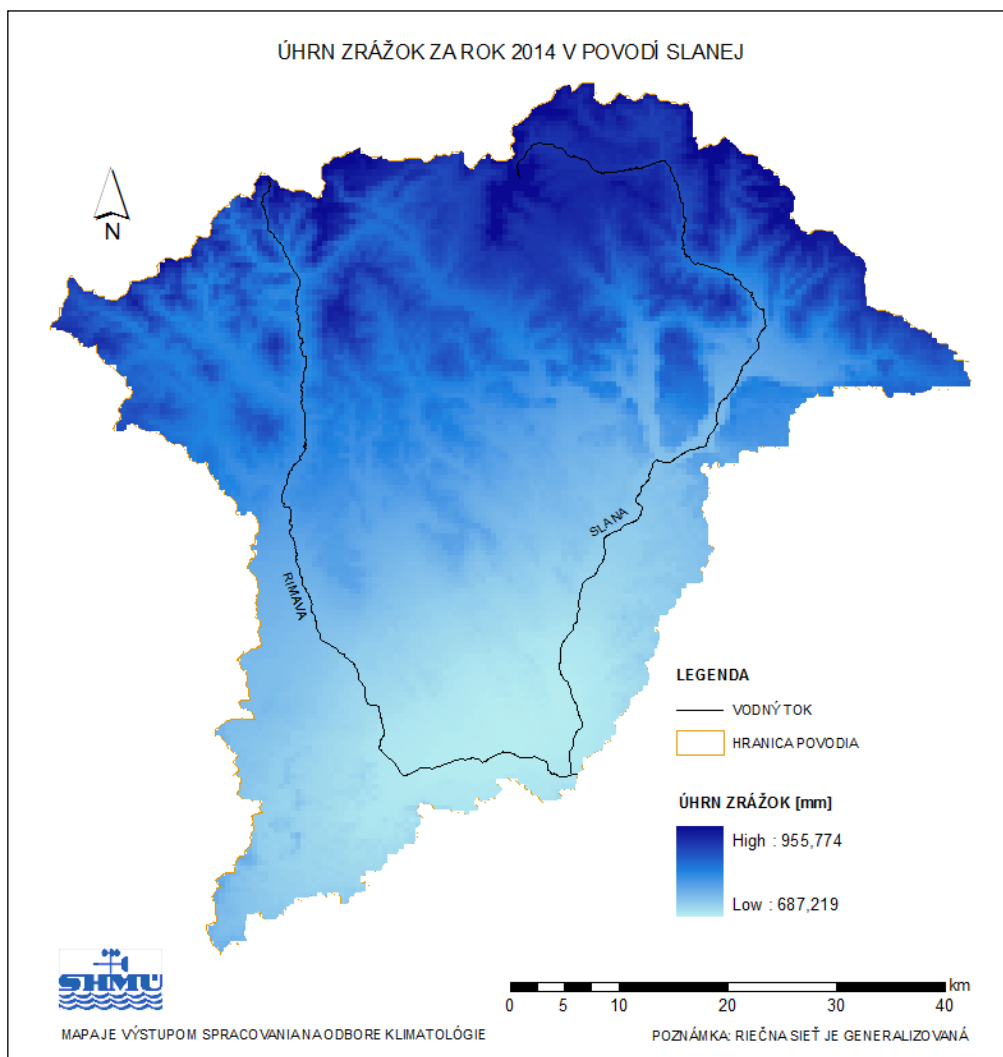 ÚHRN ZRÁŽOK ZA ROK 2014 V POVODÍ SLANEJ
N
SLANA
RIMAVA
LEGENDA
VODNÝ TOK
HRANICA POVODIA
ÚHRN ZRÁŽOK [mm]
High : 955,774
Low : 687,219
SHMÚ
km
0 5 10 20 30 40
MAPA JE VÝSTUPOM SPRACOVANIA NA ODBORE KLIMATOLÓGIE
POZNÁMKA: RIEČNA SIEŤ JE GENERALIZOVANÁ